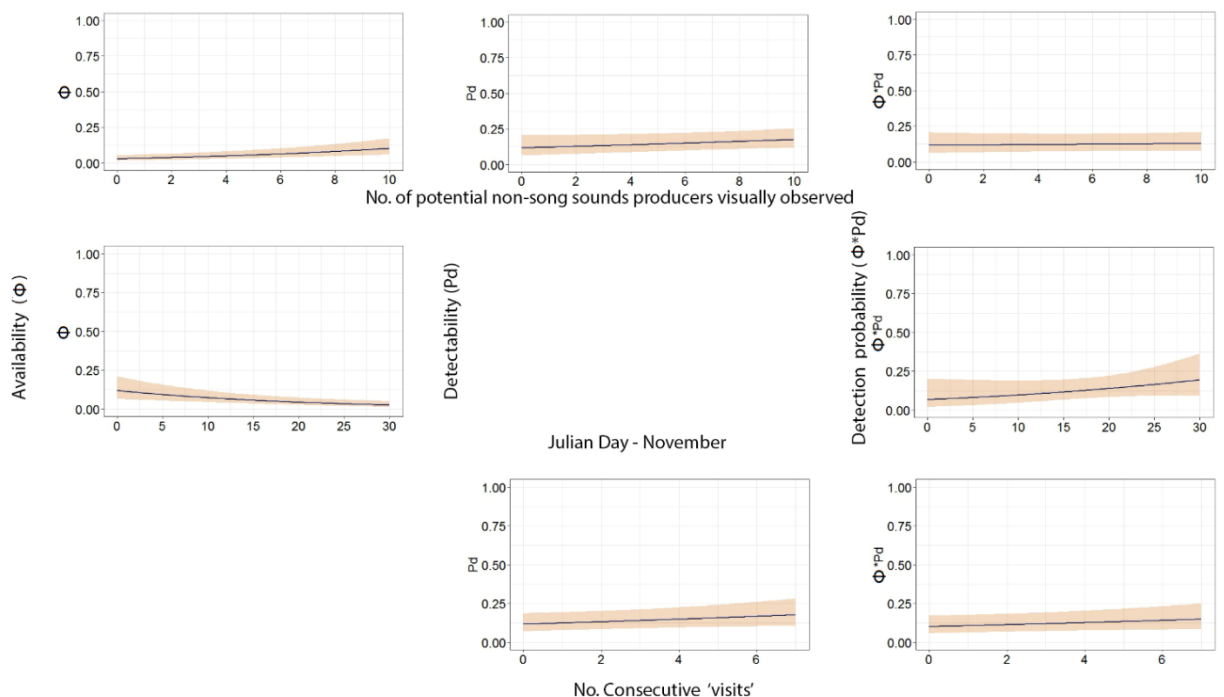 1.00 1.00 1.00
0.75 0.75 0.75
Φ 0.50 Pd 0.50 Φ*Pd 0.50
0.25 0.25 0.25
0.00 0.00 0.00
0 2 4 6 8 10 0 2 4 6 8 10 0 2 4 6 8 10
No. of potential non-song sounds producers visually observed
Availability (Φ)
Detectability (Pd)
Detection probability (Φ*Pd)
1.00 1.00
0.75 0.75
Φ 0.50 Φ*Pd 0.50
0.25 0.25
0.00 0.00
0 5 10 15 20 25 30 0 5 10 15 20 25 30
Julian Day - November
1.00 1.00
0.75 0.75
Pd 0.50 Φ*Pd 0.50
0.25 0.25
0.00 0.00
0 2 4 6 0 2 4 6
No. Consecutive 'visits'